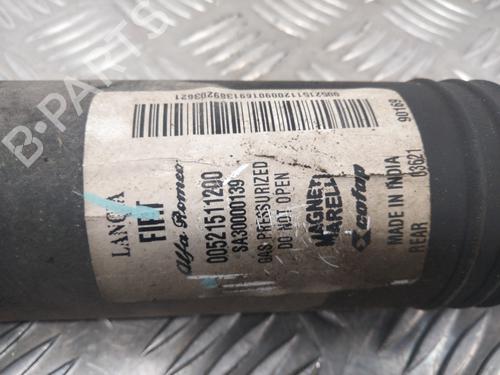 LANCIA
FIAT
Alfa Romeo
00521511200
SA30000139
GAS PRESSURIZED
DO NOT OPEN
MAGNETI
MARELLI
cofap
MADE IN INDIA
REAR 03621
90169
B-PARTS